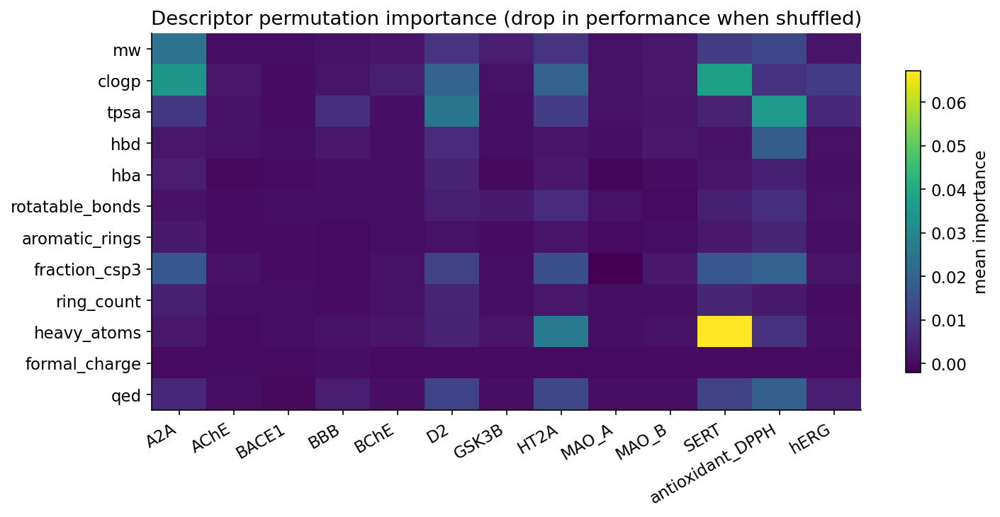 Descriptor permutation importance (drop in performance when shuffled)
mw
clogp
tpsa
hbd
hba
rotatable_bonds
aromatic_rings
fraction_csp3
ring_count
heavy_atoms
formal_charge
qed
A2A
AChE
BACE1
BBB
BChE
D2
GSK3B
HT2A
MAO_A
MAO_B
SERT
antioxidant_DPPH
hERG
0.06
0.05
0.04
0.03
0.02
0.01
0.00
mean importance